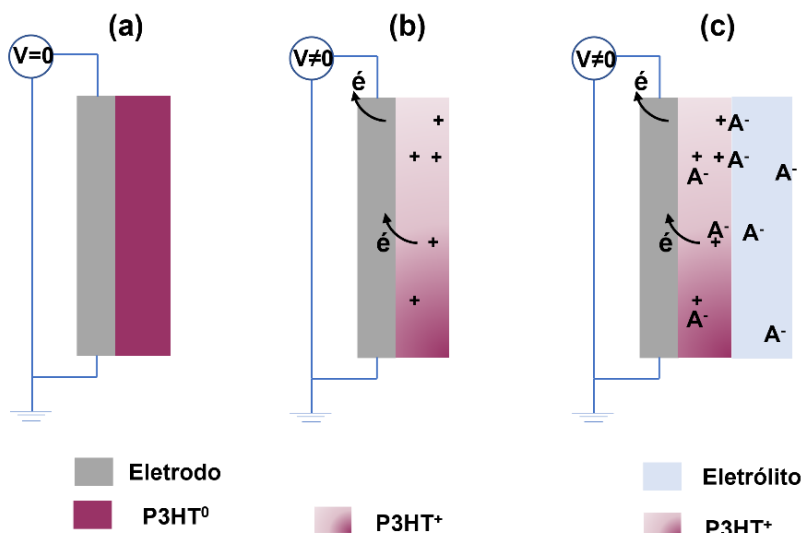 (a)
(b)
(c)
V=0
V≠0
V≠0
é
é
+
+ +
+
+
é
é
+
A⁻
+ +
A⁻
A⁻
A⁻
A⁻
+
A⁻
+
A⁻
A⁻
Eletrodo
P3HT⁰
P3HT⁺
Eletrólito
P3HT⁺